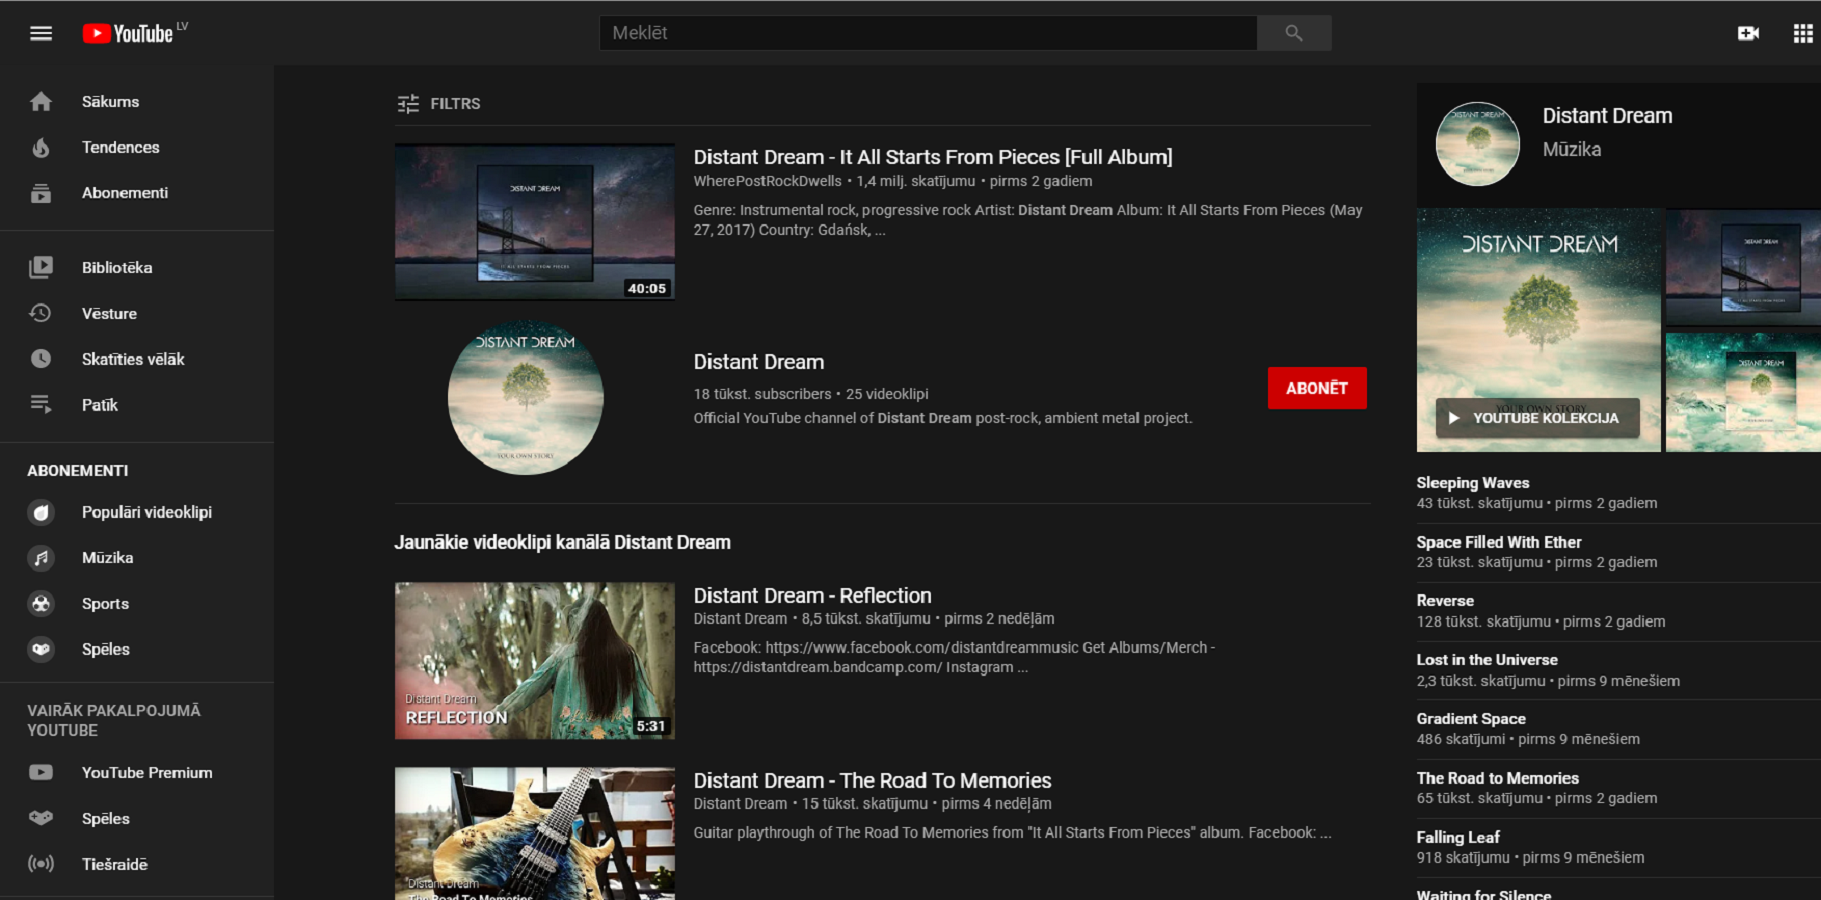 YouTube LV
Meklēt
Sākums
Tendences
Abonementi
Bibliotēka
Vēsture
Skatīties vēlāk
Patīk
ABONEMENTI
Populāri videoklipi
Mūzika
Sports
Spēles
VAIRĀK PAKALPOJUMĀ
YOUTUBE
YouTube Premium
Spēles
Tiešraidē
FILTRS
DISTANT DREAM
IT ALL STARTS FROM PIECES
40:05
Distant Dream - It All Starts From Pieces [Full Album]
WherePostRockDwells • 1,4 milj. skatījumu • pirms 2 gadiem
Genre: Instrumental rock, progressive rock Artist: Distant Dream Album: It All Starts From Pieces (May
27, 2017) Country: Gdańsk, ...
DISTANT DREAM
YOUR OWN STORY
Distant Dream
18 tūkst. subscribers • 25 videoklipi
Official YouTube channel of Distant Dream post-rock, ambient metal project.
ABONĒT
Jaunākie videoklipi kanālā Distant Dream
Distant Dream
REFLECTION
5:31
Distant Dream - Reflection
Distant Dream • 8,5 tūkst. skatījumu • pirms 2 nedēļām
Facebook: https://www.facebook.com/distantdreammusic Get Albums/Merch -
https://distantdream.bandcamp.com/ Instagram ...
Distant Dream
The Road To Memories
Distant Dream - The Road To Memories
Distant Dream • 15 tūkst. skatījumu • pirms 4 nedēļām
Guitar playthrough of The Road To Memories from "It All Starts From Pieces" album. Facebook: ...
DISTANT DREAM
Distant Dream
Mūzika
DISTANT DREAM
YOUR OWN STORY
YOUTUBE KOLEKCIJA
DISTANT DREAM
IT ALL STARTS FROM PIECES
DISTANT DREAM
Sleeping Waves
43 tūkst. skatījumu • pirms 2 gadiem
Space Filled With Ether
23 tūkst. skatījumu • pirms 2 gadiem
Reverse
128 tūkst. skatījumu • pirms 2 gadiem
Lost in the Universe
2,3 tūkst. skatījumu • pirms 9 mēnešiem
Gradient Space
486 skatījumi • pirms 9 mēnešiem
The Road to Memories
65 tūkst. skatījumu • pirms 2 gadiem
Falling Leaf
918 skatījumu • pirms 9 mēnešiem
Waiting for Silence